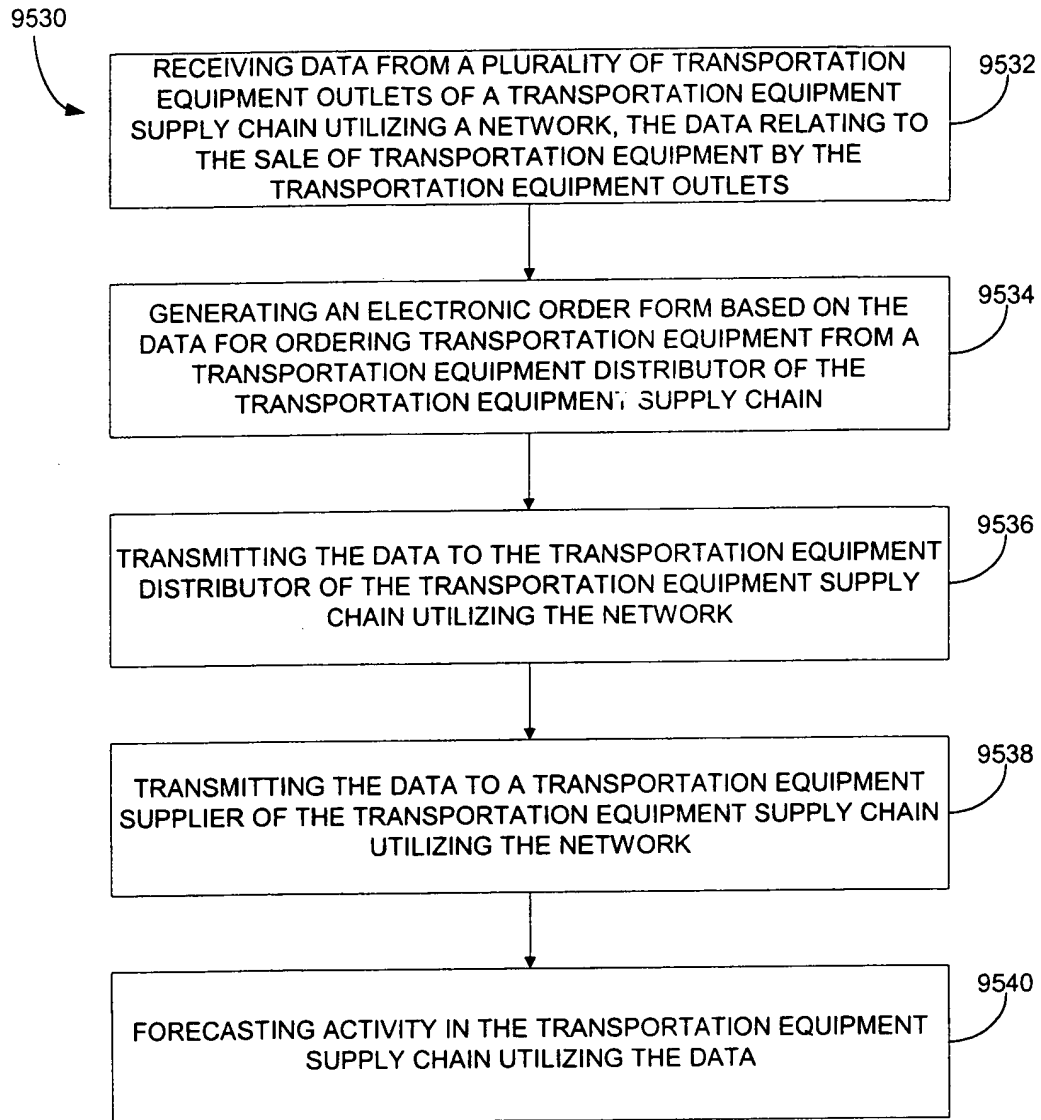 9530
RECEIVING DATA FROM A PLURALITY OF TRANSPORTATION
EQUIPMENT OUTLETS OF A TRANSPORTATION EQUIPMENT
SUPPLY CHAIN UTILIZING A NETWORK, THE DATA RELATING TO
THE SALE OF TRANSPORTATION EQUIPMENT BY THE
TRANSPORTATION EQUIPMENT OUTLETS
9532
GENERATING AN ELECTRONIC ORDER FORM BASED ON THE
DATA FOR ORDERING TRANSPORTATION EQUIPMENT FROM A
TRANSPORTATION EQUIPMENT DISTRIBUTOR OF THE
TRANSPORTATION EQUIPMENT SUPPLY CHAIN
9534
TRANSMITTING THE DATA TO THE TRANSPORTATION EQUIPMENT
DISTRIBUTOR OF THE TRANSPORTATION EQUIPMENT SUPPLY
CHAIN UTILIZING THE NETWORK
9536
TRANSMITTING THE DATA TO A TRANSPORTATION EQUIPMENT
SUPPLIER OF THE TRANSPORTATION EQUIPMENT SUPPLY CHAIN
UTILIZING THE NETWORK
9538
FORECASTING ACTIVITY IN THE TRANSPORTATION EQUIPMENT
SUPPLY CHAIN UTILIZING THE DATA
9540